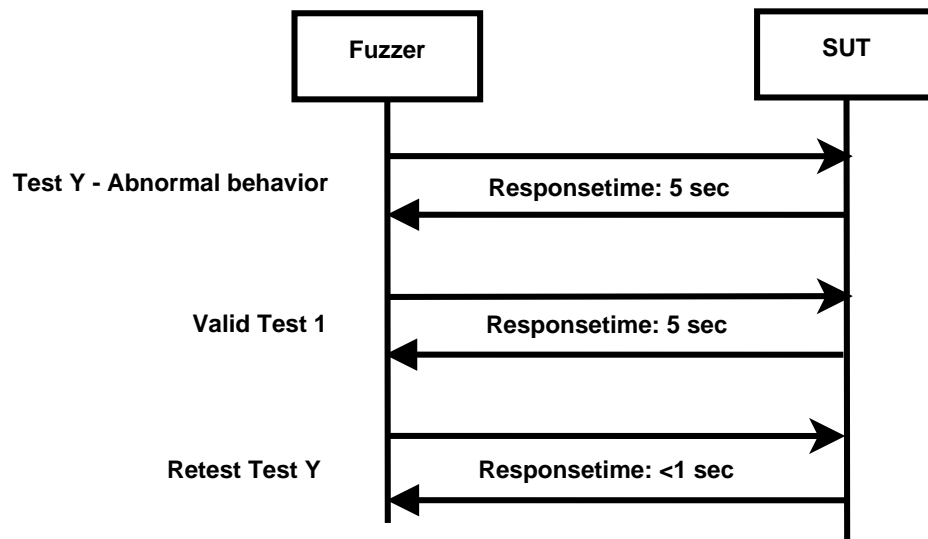 Fuzzer
SUT
Test Y - Abnormal behavior
Responsetime: 5 sec
Valid Test 1
Responsetime: 5 sec
Retest Test Y
Responsetime: <1 sec